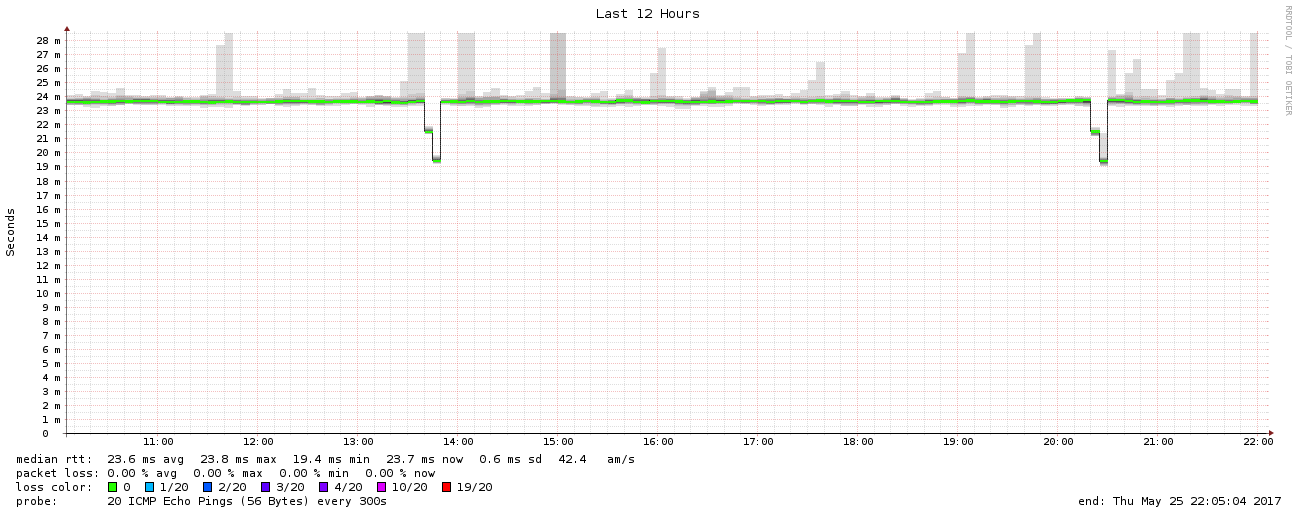 Last 12 Hours
RRDTOOL / TOBI OETIKER
Seconds
28 m
27 m
26 m
25 m
24 m
23 m
22 m
21 m
20 m
19 m
18 m
17 m
16 m
15 m
14 m
13 m
12 m
11 m
10 m
9 m
8 m
7 m
6 m
5 m
4 m
3 m
2 m
1 m
0
11:00 12:00 13:00 14:00 15:00 16:00 17:00 18:00 19:00 20:00 21:00 22:00
median rtt: 23.6 ms avg 23.8 ms max 19.4 ms min 23.7 ms now 0.6 ms sd 42.4 am/s
packet loss: 0.00 % avg 0.00 % max 0.00 % min 0.00 % now
loss color: 0 1/20 2/20 3/20 4/20 10/20 19/20
probe: 20 ICMP Echo Pings (56 Bytes) every 300s end: Thu May 25 22:05:04 2017